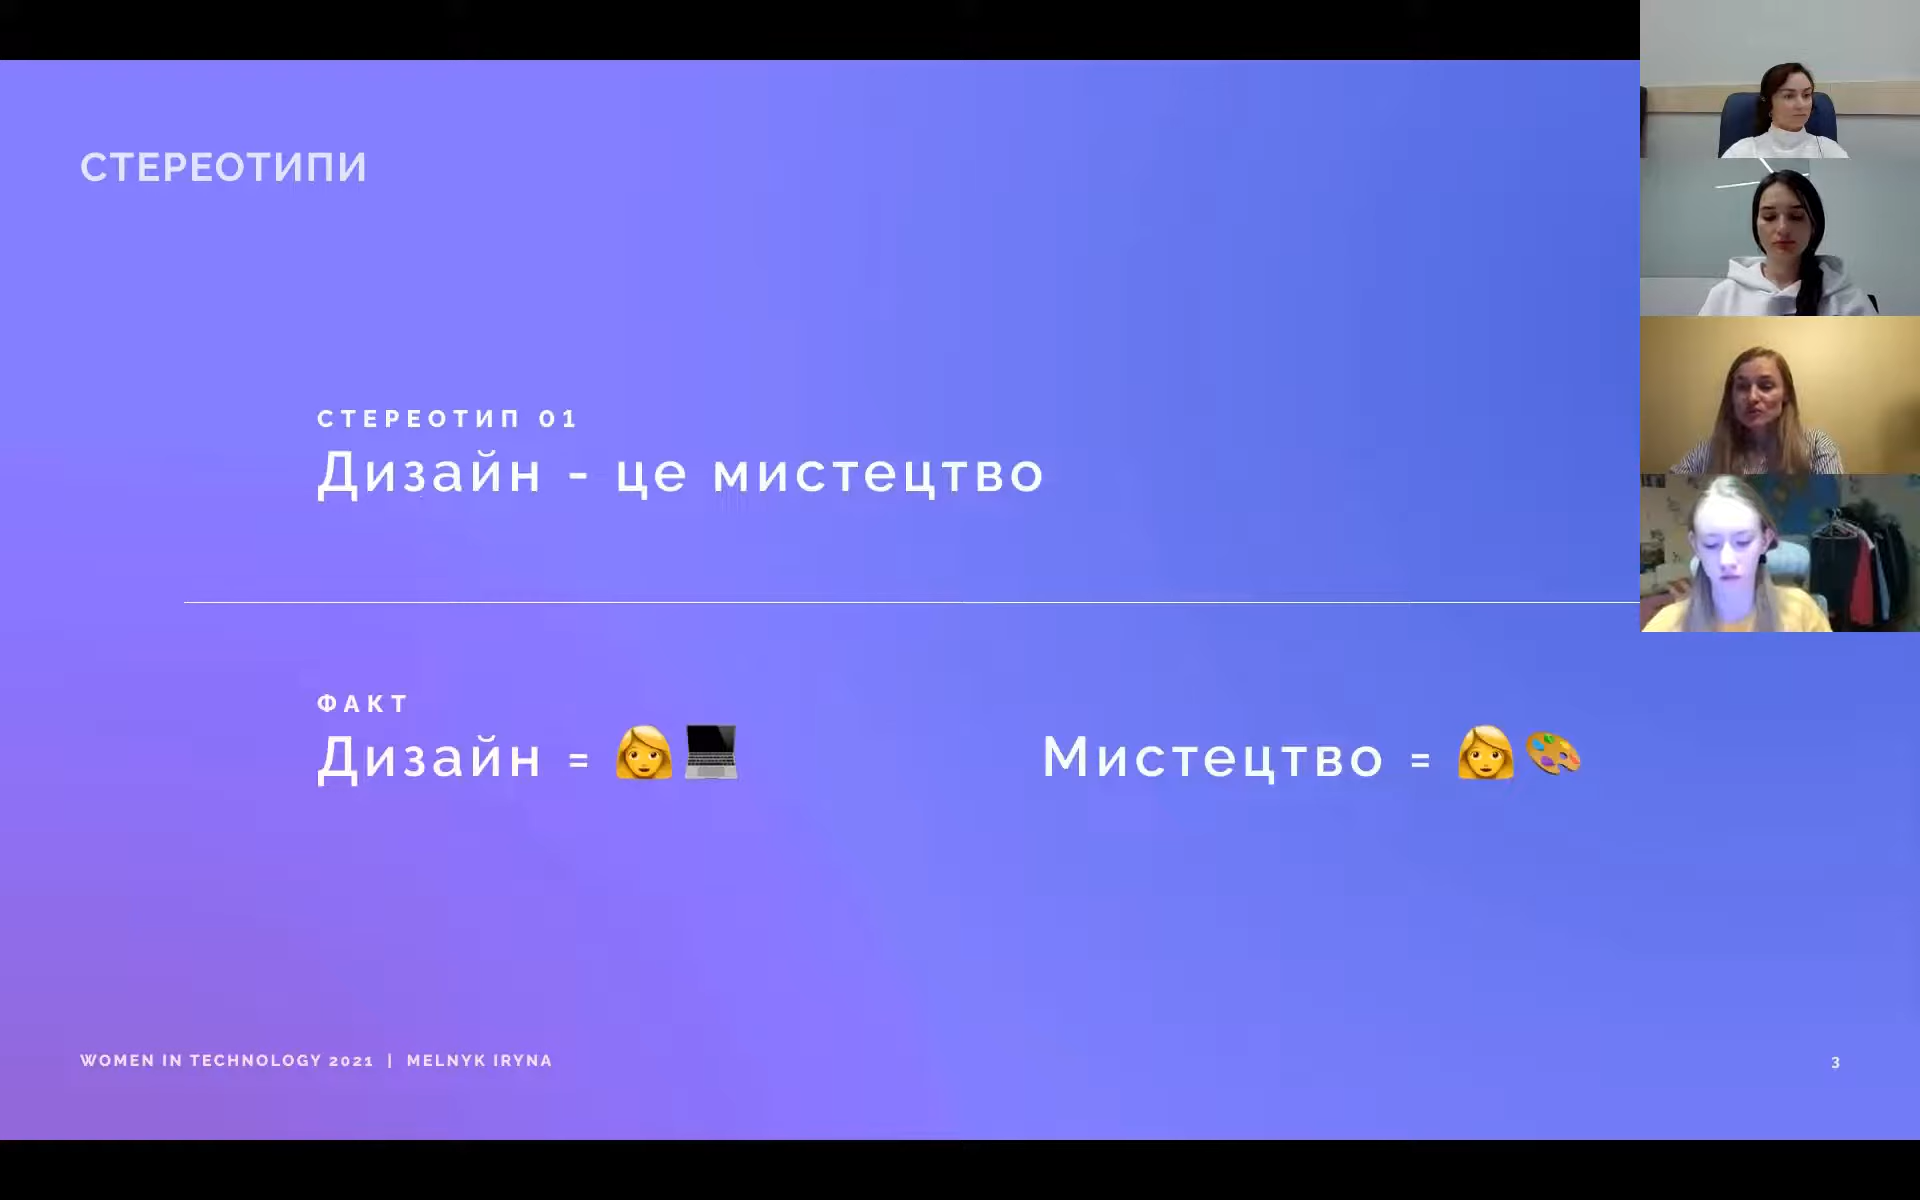 СТЕРЕОТИПИ
СТЕРЕОТИП 01
Дизайн - це мистецтво
ФАКТ
Дизайн = 👩💻
Мистецтво = 👩🎨
WOMEN IN TECHNOLOGY 2021 | MELNYK IRYNA
3